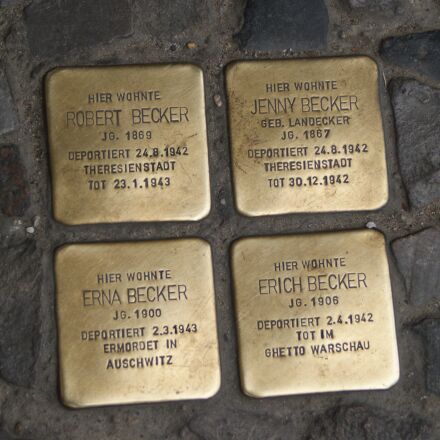 HIER WOHNTE
ROBERT BECKER
JG. 1869
DEPORTIERT 24.8.1942
THERESIENSTADT
TOT 23.1.1943
HIER WOHNTE
JENNY BECKER
GEB. LANDECKER
JG. 1867
DEPORTIERT 24.8.1942
THERESIENSTADT
TOT 30.12.1942
HIER WOHNTE
ERNA BECKER
JG. 1900
DEPORTIERT 2.3.1943
ERMORDET IN
AUSCHWITZ
HIER WOHNTE
ERICH BECKER
JG. 1906
DEPORTIERT 2.4.1942
TOT IM
GHETTO WARSCHAU